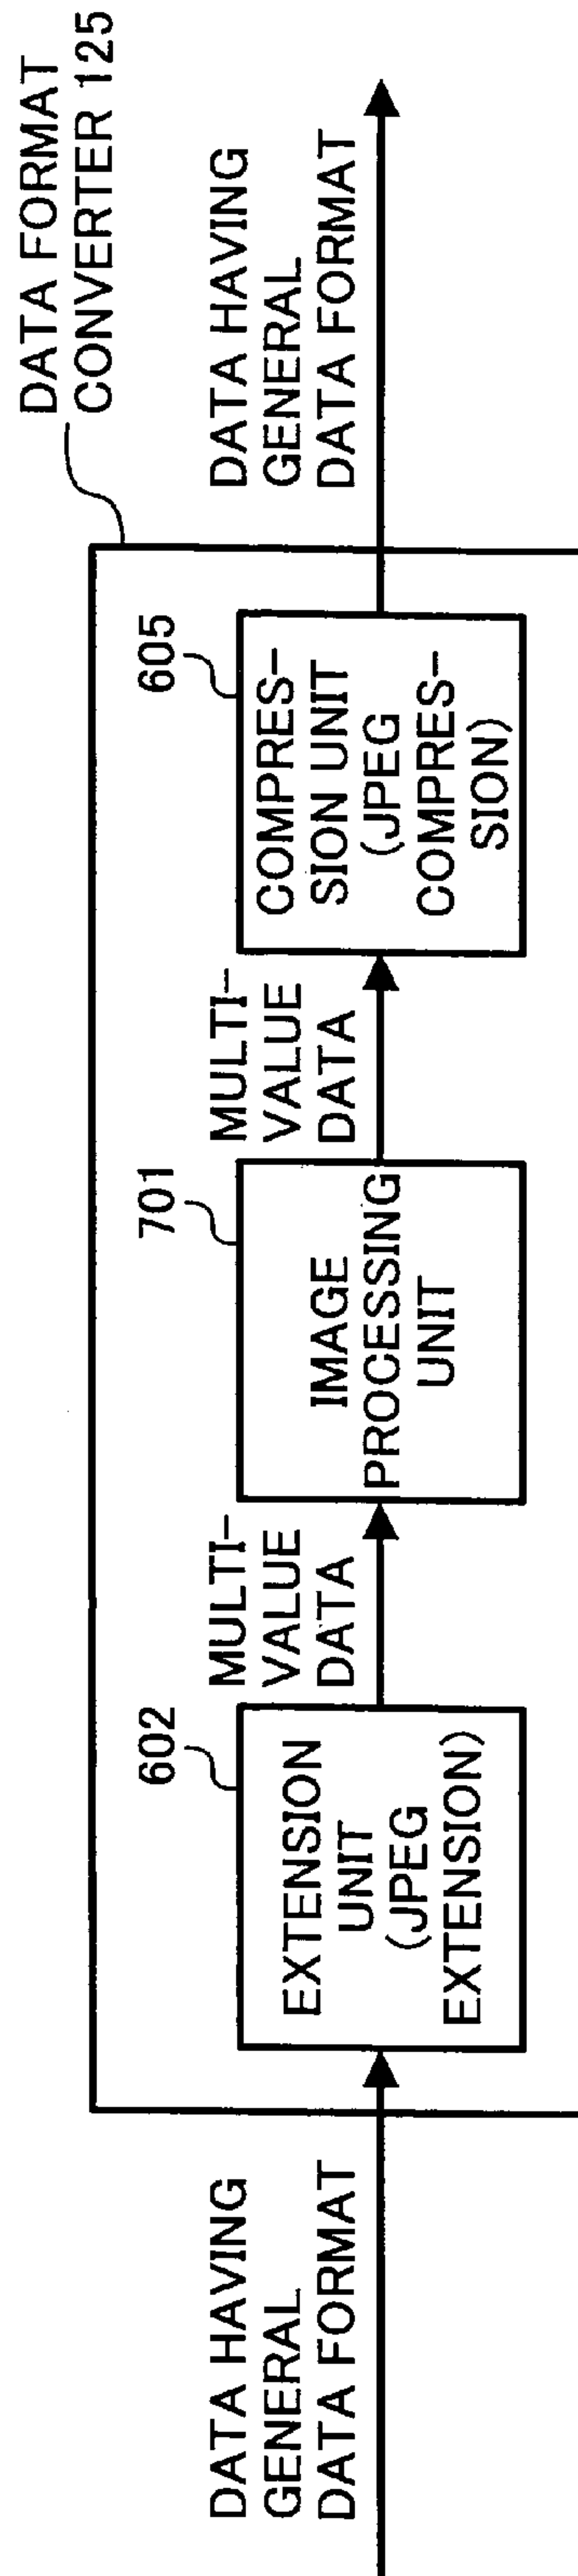 DATA FORMAT
CONVERTER 125
DATA HAVING
GENERAL
DATA FORMAT
602
EXTENSION
UNIT
(JPEG
EXTENSION)
MULTI-
VALUE
DATA
701
IMAGE
PROCESSING
UNIT
MULTI-
VALUE
DATA
605
COMPRES-
SION UNIT
(JPEG
COMPRES-
SION)
DATA HAVING
GENERAL
DATA FORMAT